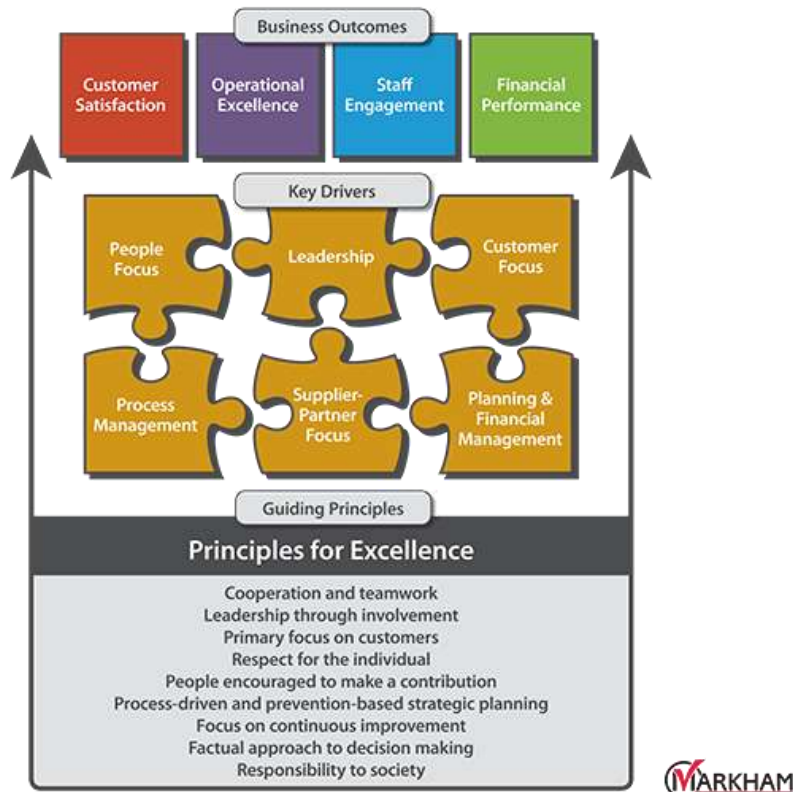 Business Outcomes
Customer
Satisfaction
Operational
Excellence
Staff
Engagement
Financial
Performance
Key Drivers
People
Focus
Leadership
Customer
Focus
Process
Management
Supplier-
Partner
Focus
Planning &
Financial
Management
Guiding Principles
Principles for Excellence
Cooperation and teamwork
Leadership through involvement
Primary focus on customers
Respect for the individual
People encouraged to make a contribution
Process-driven and prevention-based strategic planning
Focus on continuous improvement
Factual approach to decision making
Responsibility to society
MARKHAM